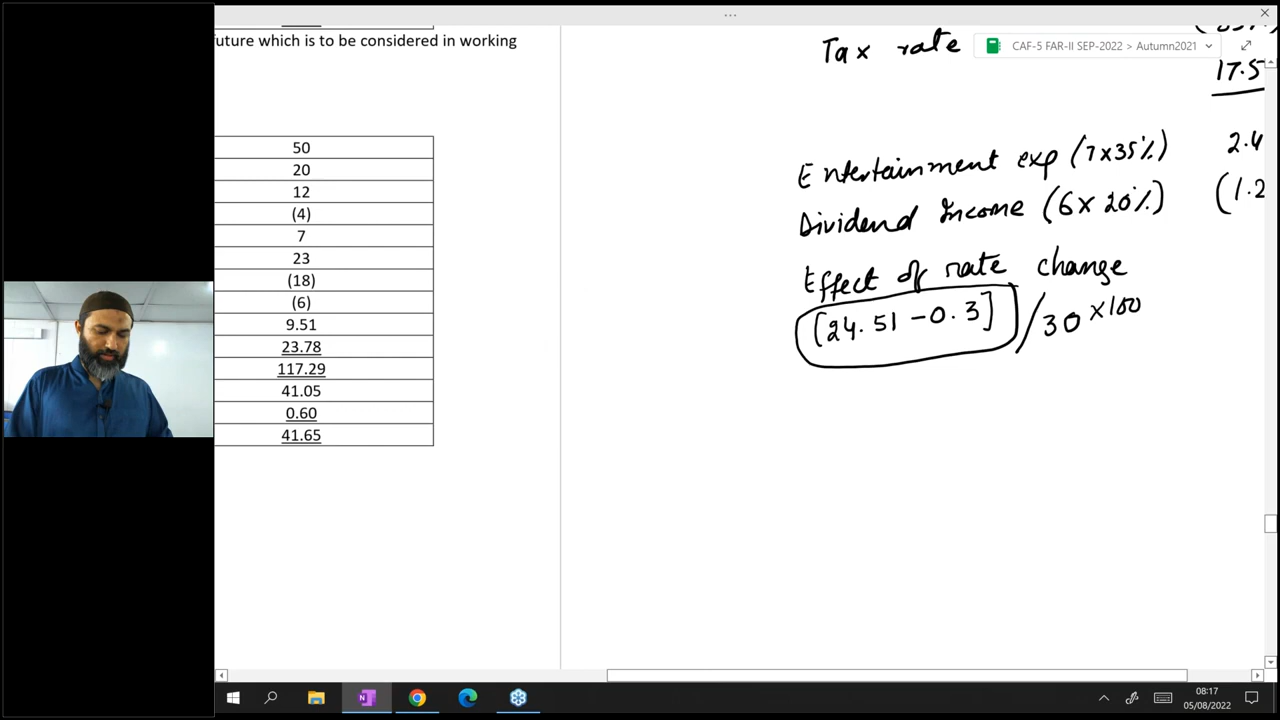 future which is to be considered in working
50
20
12
(4)
7
23
(18)
(6)
9.51
23.78
117.29
41.05
0.60
41.65
CAF-5 FAR-II SEP-2022 > Autumn2021
Tax rate
17.5
Entertainment exp (7x35%) 2.4
Dividend Income (6x20%) (1.2
Effect of rate change
(24.51 - 0.3] /30 x100
08:17
05/08/2022